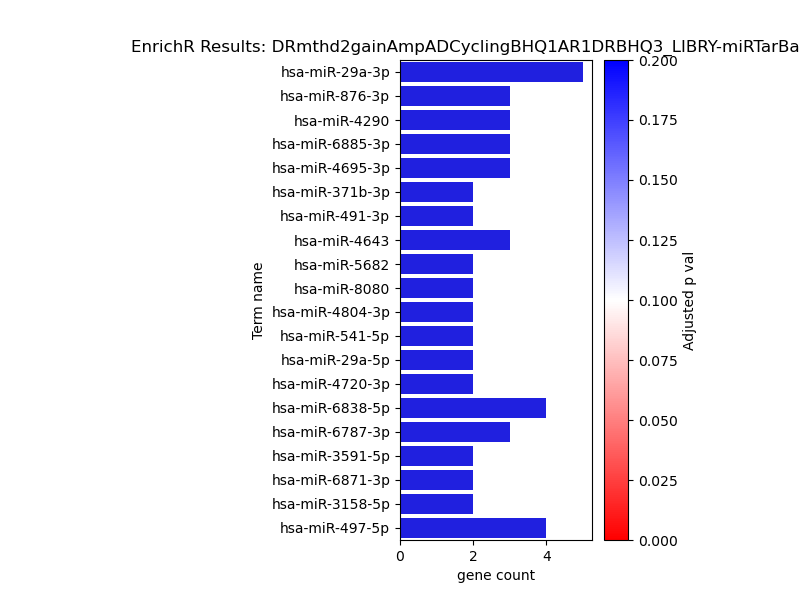 EnrichR Results: DRmthd2gainAmpADCyclingBHQ1AR1DRBHQ3_LIBRY-miRTarBa
hsa-miR-29a-3p
hsa-miR-876-3p
hsa-miR-4290
hsa-miR-6885-3p
hsa-miR-4695-3p
hsa-miR-371b-3p
hsa-miR-491-3p
hsa-miR-4643
hsa-miR-5682
hsa-miR-8080
hsa-miR-4804-3p
hsa-miR-541-5p
hsa-miR-29a-5p
hsa-miR-4720-3p
hsa-miR-6838-5p
hsa-miR-6787-3p
hsa-miR-3591-5p
hsa-miR-6871-3p
hsa-miR-3158-5p
hsa-miR-497-5p
Term name
0 2 4
gene count
0.200
0.175
0.150
0.125
0.100
0.075
0.050
0.025
0.000
Adjusted p val